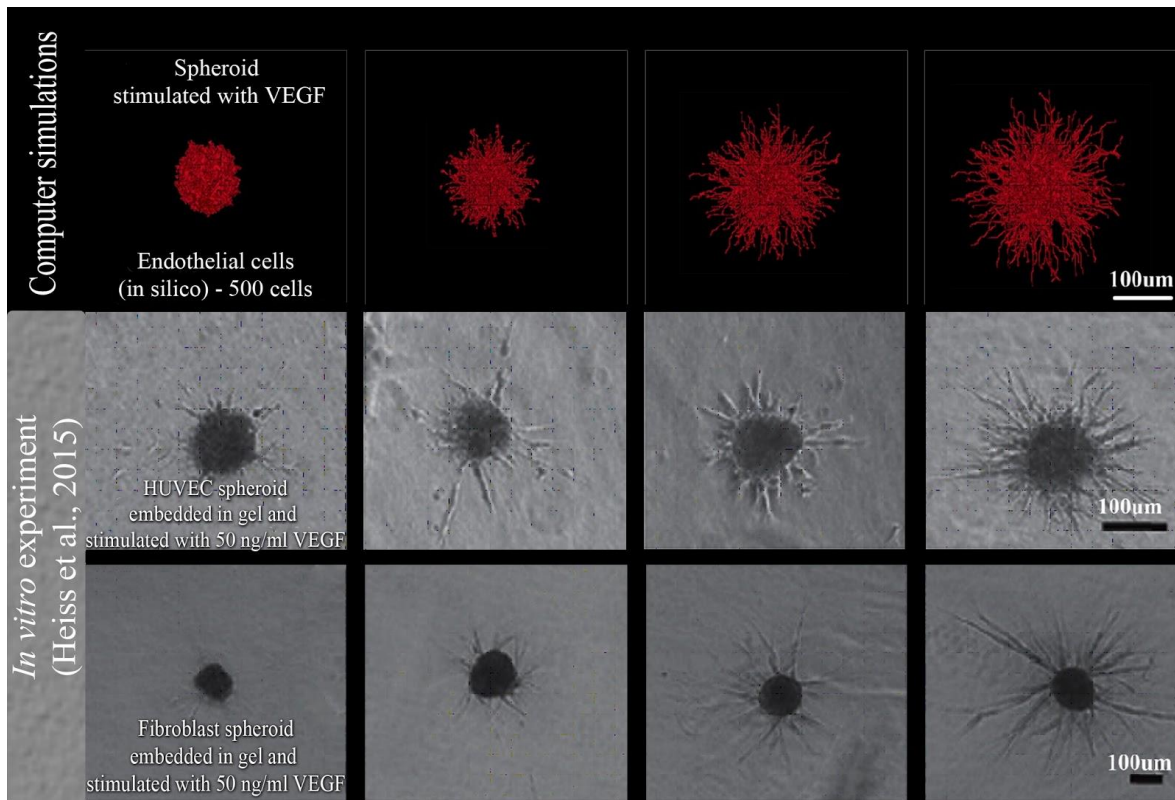 Computer simulations
Spheroid
stimulated with VEGF
Endothelial cells
(in silico) - 500 cells
100um
In vitro experiment
(Heiss et al., 2015)
HUVEC spheroid
embedded in gel and
stimulated with 50 ng/ml VEGF
100μm
Fibroblast spheroid
embedded in gel and
stimulated with 50 ng/ml VEGF
100um